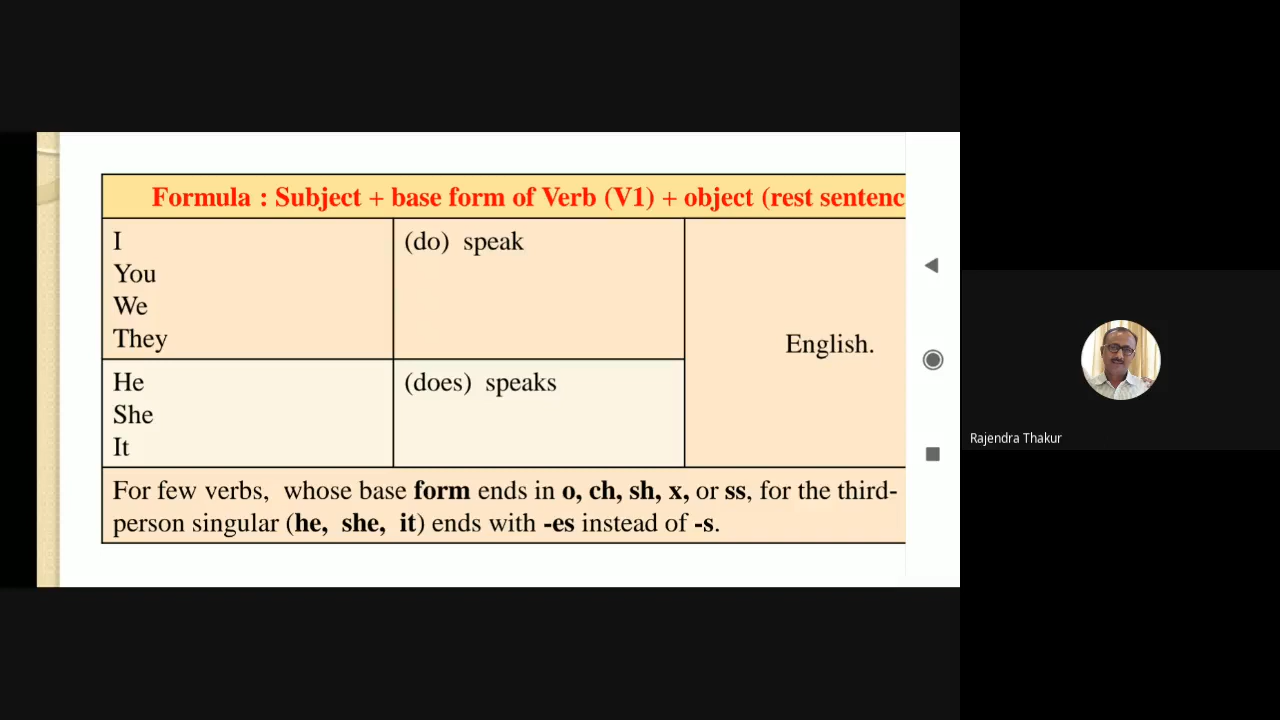 Formula : Subject + base form of Verb (V1) + object (rest sentenc
I
You
We
They
(do) speak
English.
He
She
It
(does) speaks
For few verbs, whose base form ends in o, ch, sh, x, or ss, for the third-
person singular (he, she, it) ends with -es instead of -s.
Rajendra Thakur